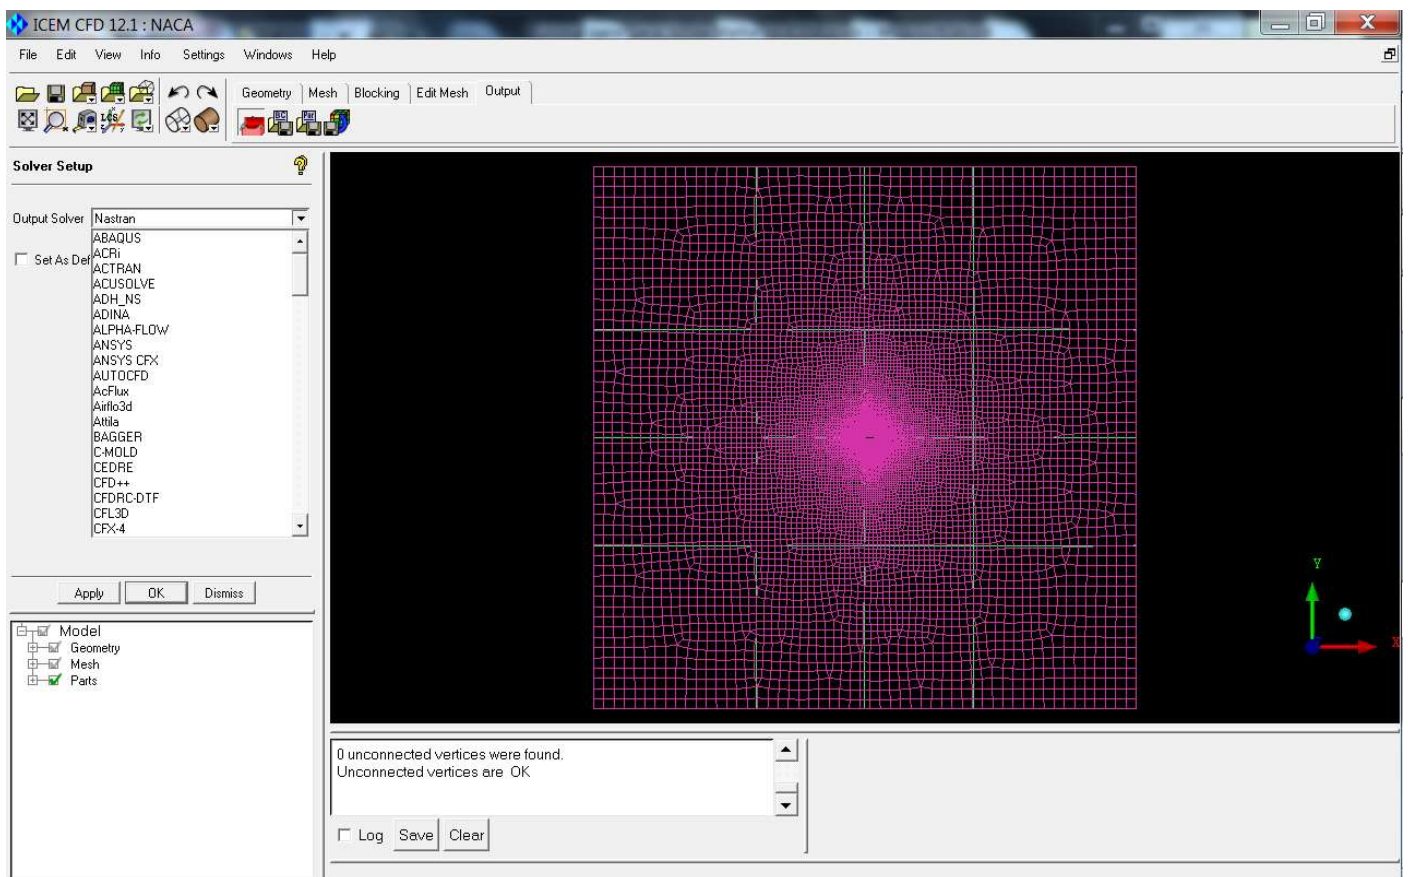 ICEM CFD 12.1 : NACA
File Edit View Info Settings Windows Help
Geometry Mesh Blocking Edit Mesh Output
LCS
BC Par
Solver Setup
Output Solver Nastran
Set As Def
ABAQUS
ACRi
ACTRAN
ACUSOLVE
ADH_NS
ADINA
ALPHA-FLOW
ANSYS
ANSYS CFX
AUTOCFD
AcFlux
Airflo3d
Attila
BAGGER
C-MOLD
CEDRE
CFD++
CFDRC-DTF
CFL3D
CFX-4
Apply OK Dismiss
Model
Geometry
Mesh
Parts
Y
X
0 unconnected vertices were found.
Unconnected vertices are OK
Log Save Clear